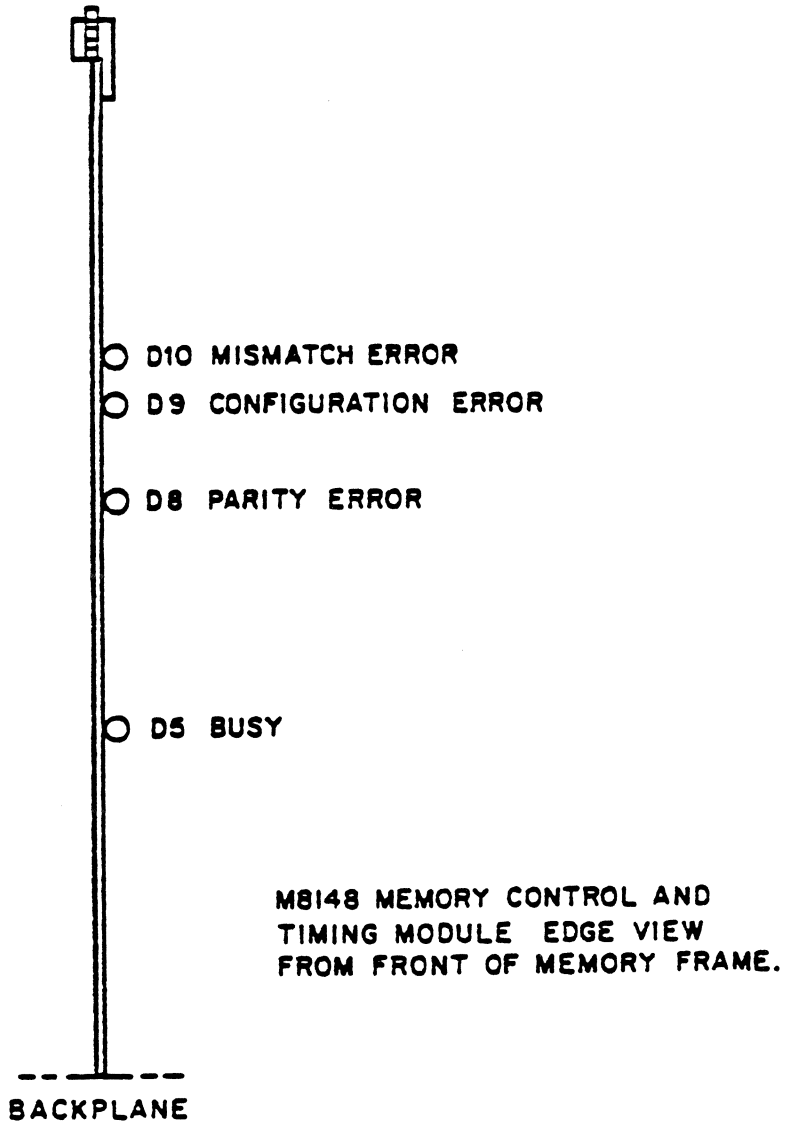 D10 MISMATCH ERROR
D9 CONFIGURATION ERROR
D8 PARITY ERROR
D5 BUSY
M8148 MEMORY CONTROL AND
TIMING MODULE EDGE VIEW
FROM FRONT OF MEMORY FRAME.
BACKPLANE